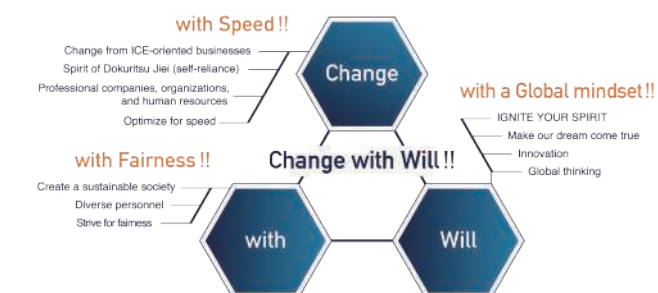 with Speed!!
Change from ICE-oriented businesses
Spirit of Dokuritsu Jiei (self-reliance)
Professional companies, organizations,
and human resources
Optimize for speed
Change
with a Global mindset!!
IGNITE YOUR SPIRIT
Make our dream come true
Innovation
Global thinking
with Fairness!!
Create a sustainable society
Diverse personnel
Strive for fairness
Change with Will!!
with
Will